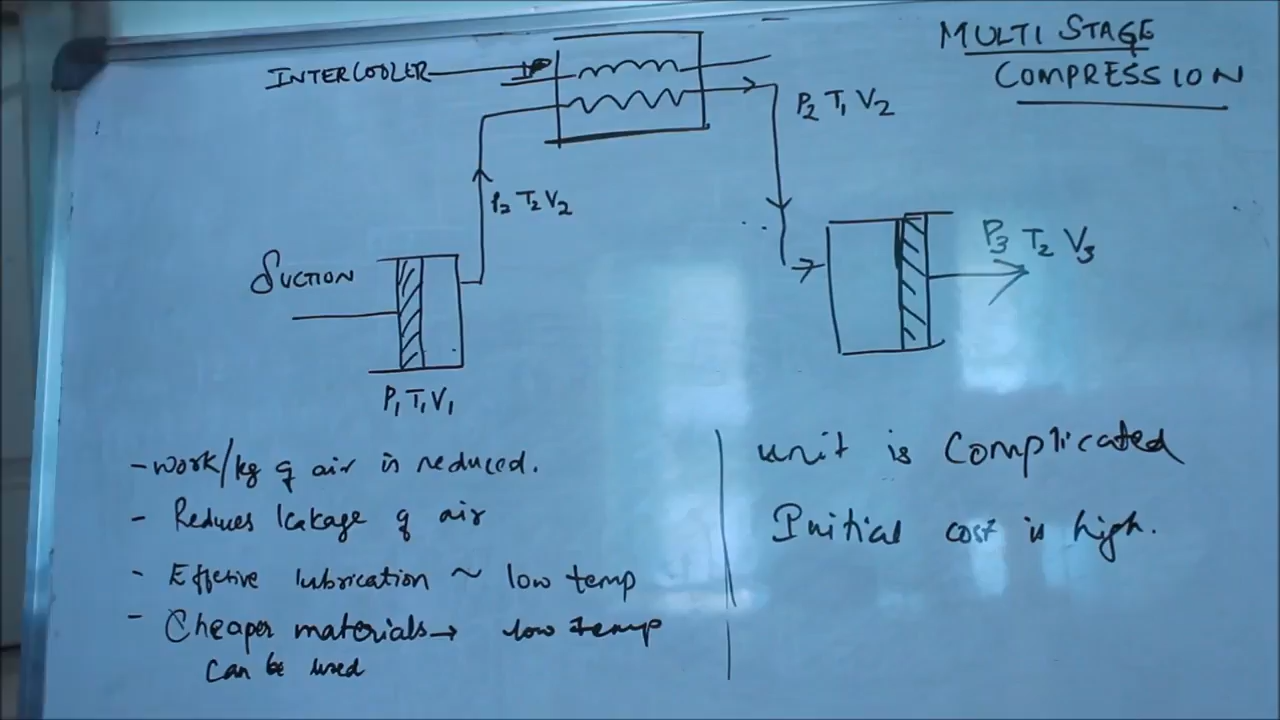 MULTI STAGE
COMPRESSION
INTERCOOLER
P₂ T₁ V₂
P₂ T₂ V₂
SUCTION
P₃ T₂ V₃
P₁ T₁ V₁
- work/kg of air is reduced.
- Reduces leakage of air
- Effective lubrication ~ low temp
- Cheaper materials → low temp
can be used
unit is Complicated
Initial cost is high.